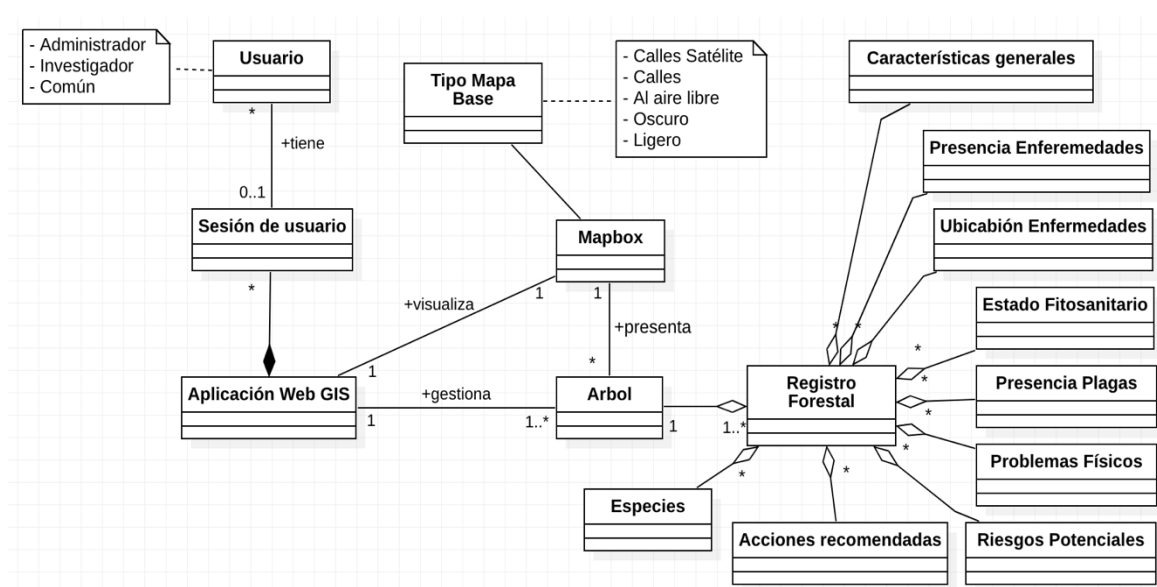 - Administrador
- Investigador
- Común
Usuario
*
+tiene
0..1
Sesión de usuario
*
Aplicación Web GIS
Tipo Mapa
Base
- Calles Satélite
- Calles
- Al aire libre
- Oscuro
- Ligero
Mapbox
+visualiza
1
1
1
+presenta
*
+gestiona
1
1..*
Arbol
1
1..*
Registro
Forestal
Características generales
*
Presencia Enferemedades
*
Ubicabión Enfermedades
*
Estado Fitosanitario
*
Presencia Plagas
*
Problemas Físicos
*
Riesgos Potenciales
*
Acciones recomendadas
*
Especies